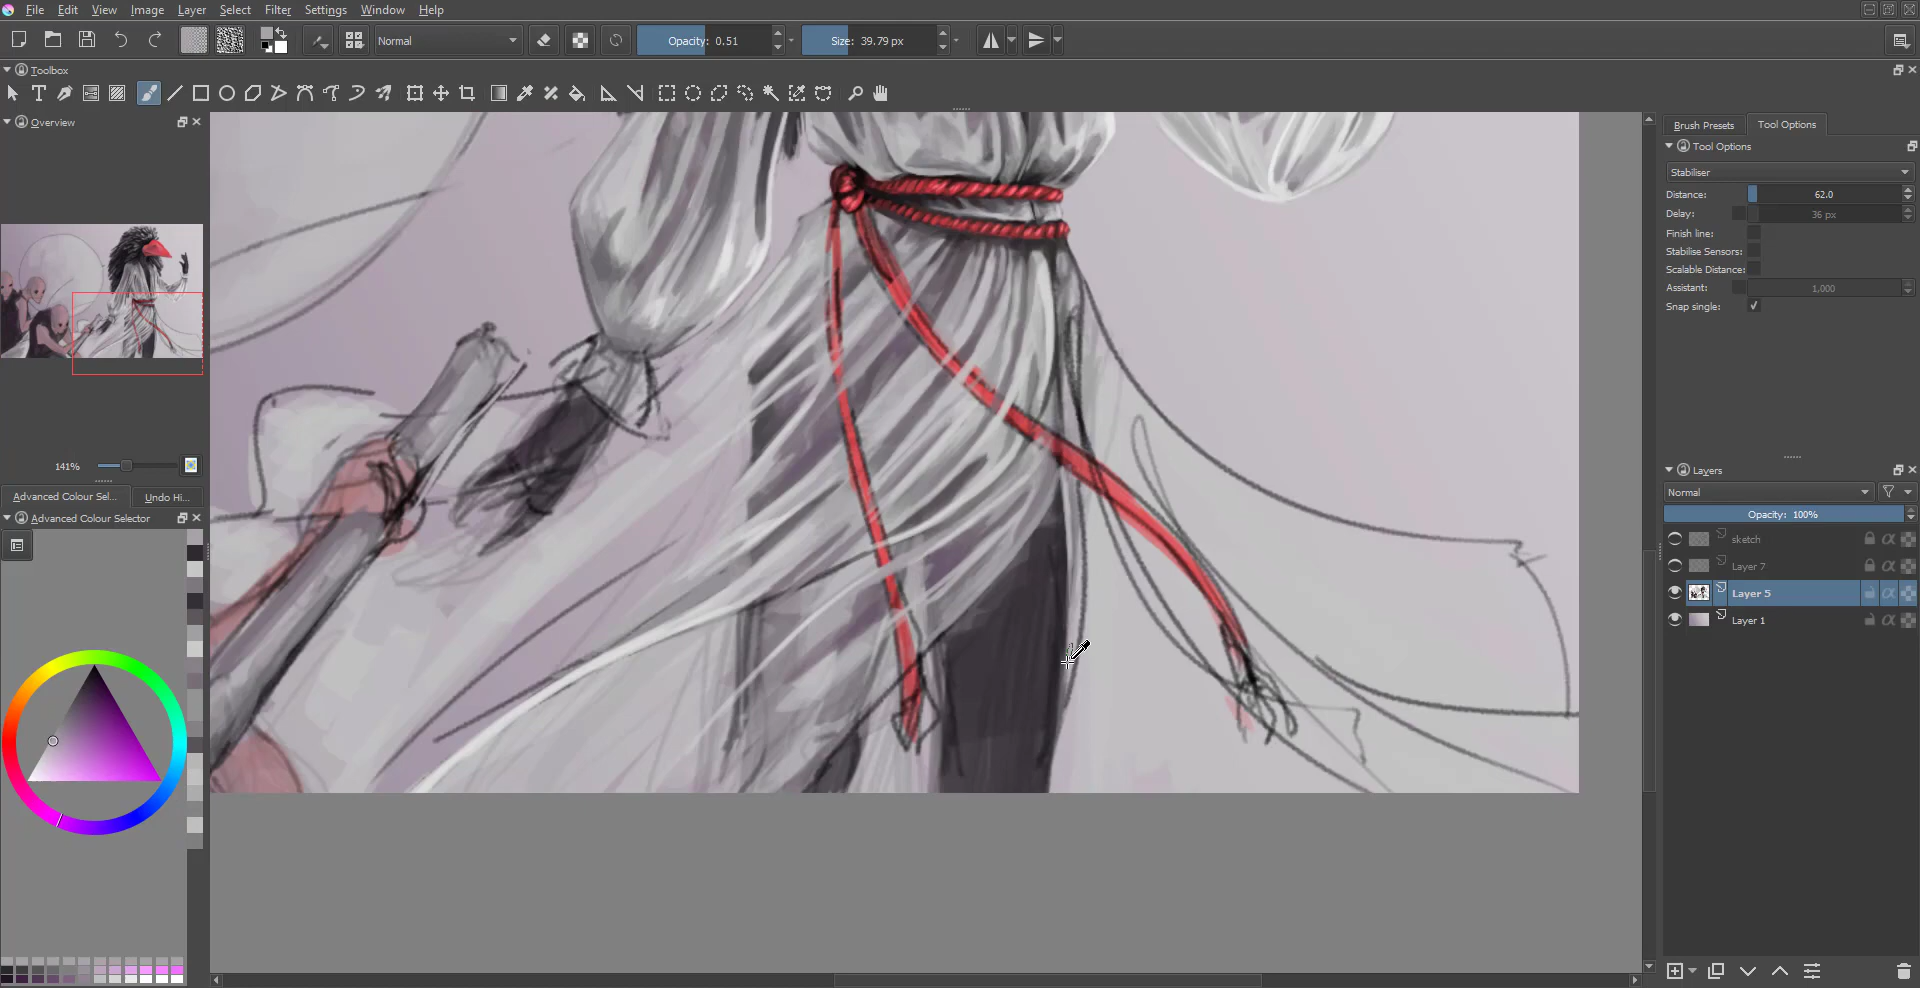 File Edit View Image Layer Select Filter Settings Window Help
Normal Opacity: 0.51 Size: 39.79 px
Toolbox
Overview
141%
Advanced Colour Sel... Undo Hi...
Advanced Colour Selector
Brush Presets Tool Options
Tool Options
Stabiliser
Distance: 62.0
Delay: 36 px
Finish line:
Stabilise Sensors:
Scalable Distance:
Assistant: 1,000
Snap single:
Layers
Normal
Opacity: 100%
sketch
Layer 7
Layer 5
Layer 1